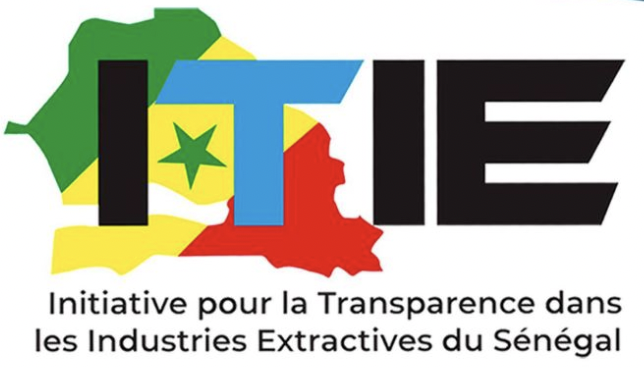 ITIE
Initiative pour la Transparence dans
les Industries Extractives du Sénégal